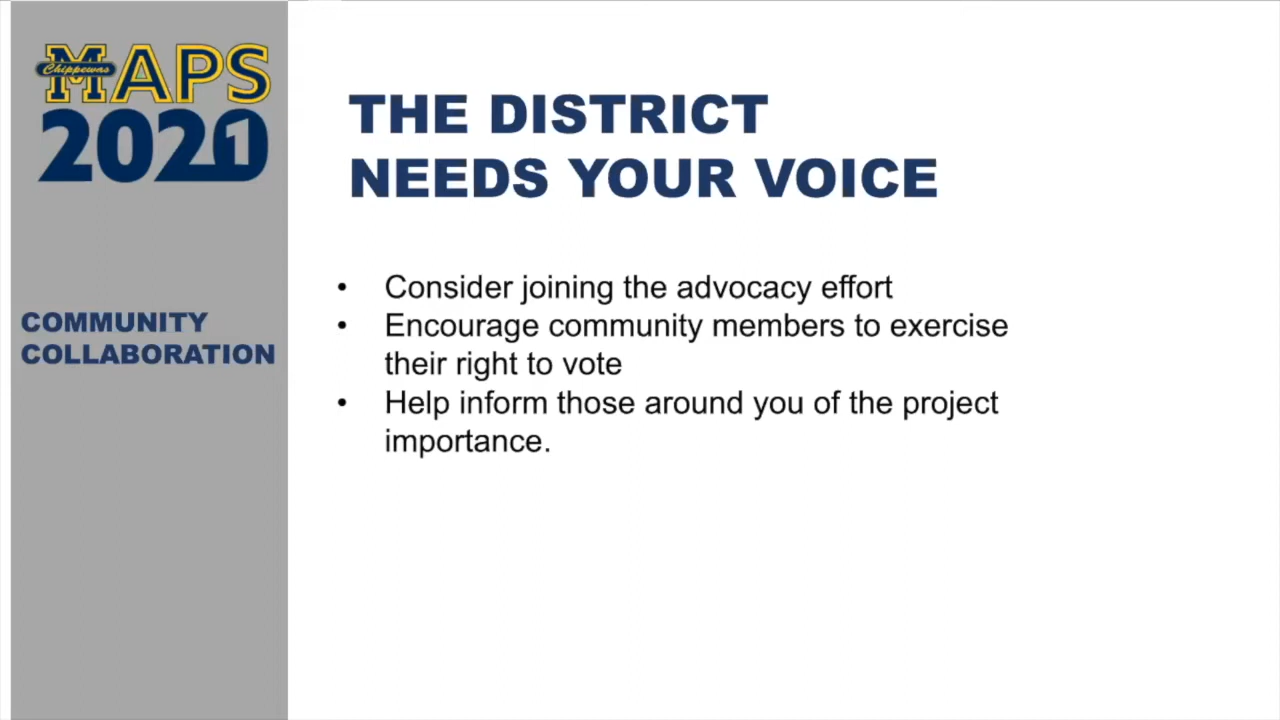 MAPS
Chippewas
2021
COMMUNITY
COLLABORATION
THE DISTRICT
NEEDS YOUR VOICE
• Consider joining the advocacy effort
• Encourage community members to exercise
their right to vote
• Help inform those around you of the project
importance.